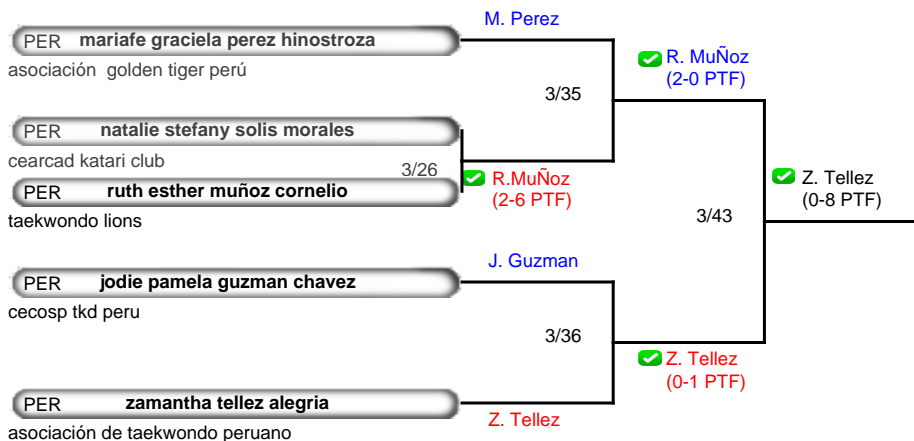 M. Perez
PER mariafe graciela perez hinostroza
asociación golden tiger perú
R. MuÑoz
(2-0 PTF)
3/35
PER natalie stefany solis morales
cearcad katari club
3/26
R.MuÑoz
(2-6 PTF)
PER ruth esther muñoz cornelio
taekwondo lions
Z. Tellez
(0-8 PTF)
3/43
J. Guzman
PER jodie pamela guzman chavez
cecosp tkd peru
3/36
Z. Tellez
(0-1 PTF)
PER zamantha tellez alegria
Z. Tellez
asociación de taekwondo peruano